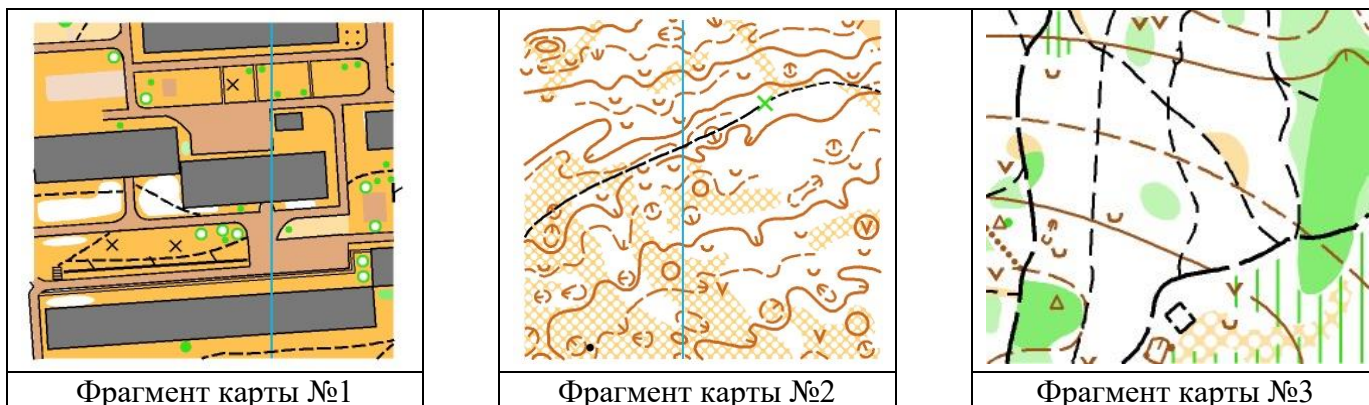 Фрагмент карты №1
Фрагмент карты №2
Фрагмент карты №3